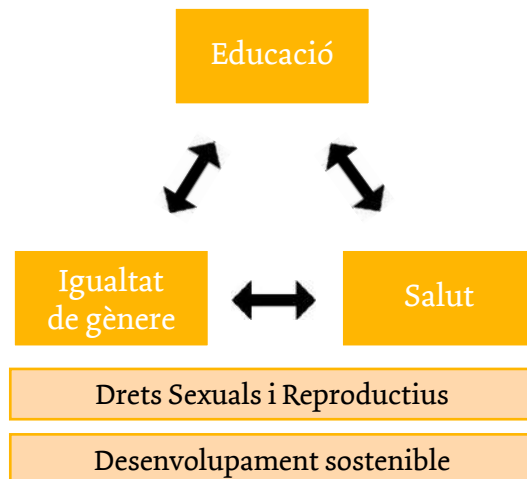 Educació
Igualtat
de gènere
Salut
Drets Sexuals i Reproductius
Desenvolupament sostenible